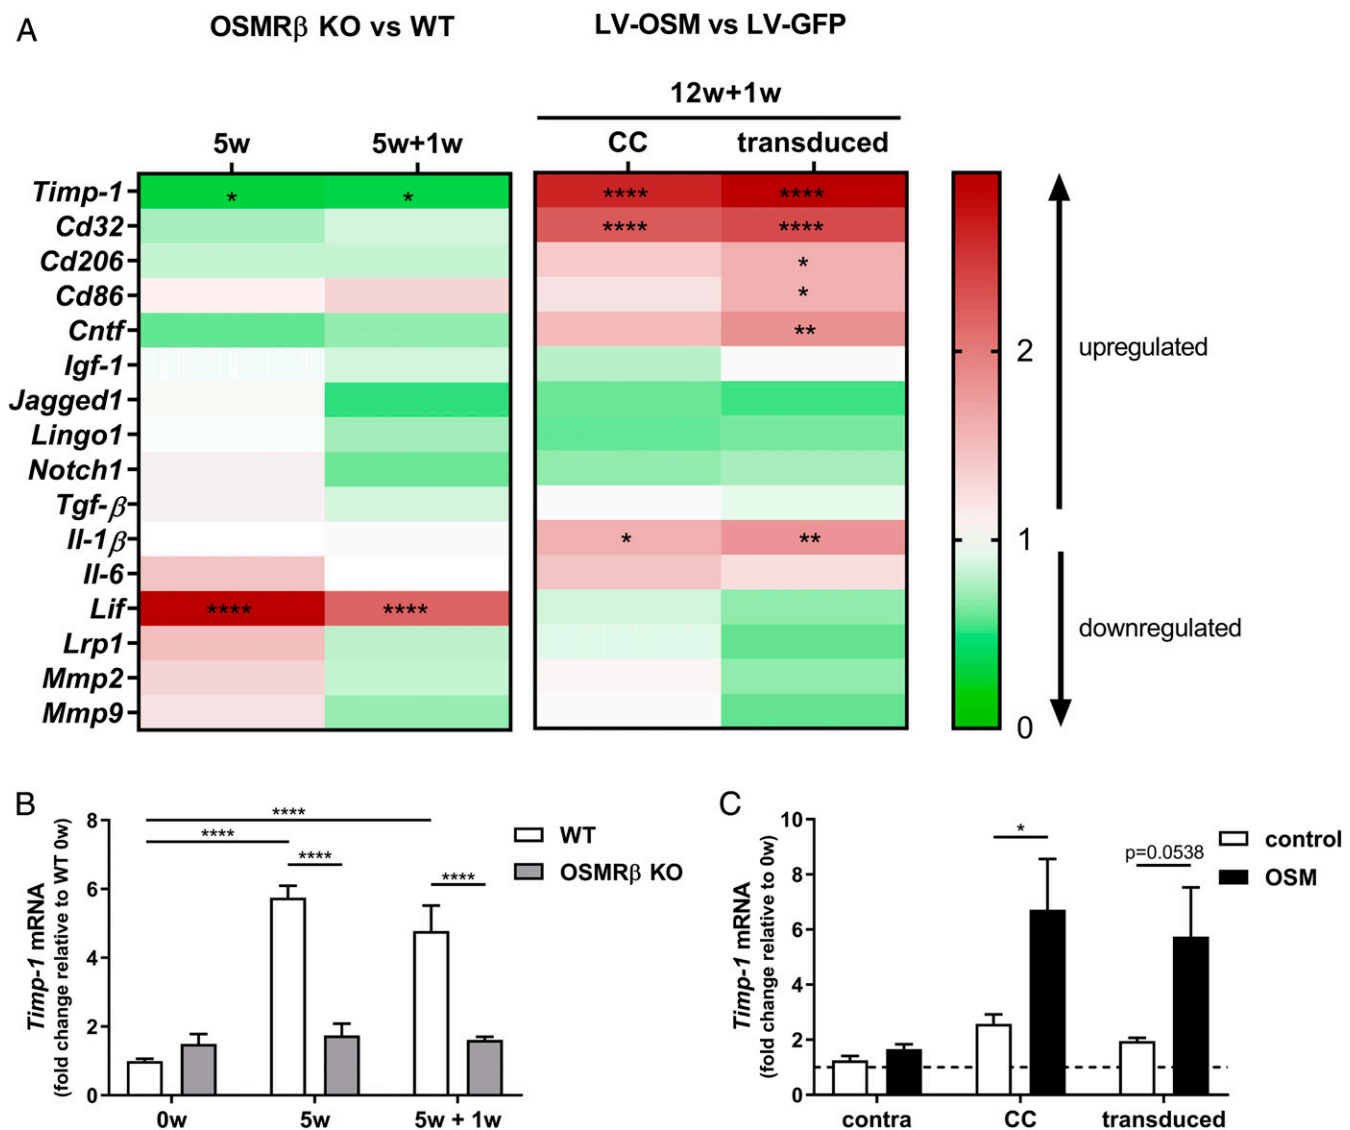 A
OSMRβ KO vs WT
LV-OSM vs LV-GFP
12w+1w
5w
5w+1w
CC
transduced
Timp-1 * * **** ****
Cd32 **** ****
Cd206 *
Cd86 *
Cntf **
Igf-1
Jagged1
Lingo1
Notch1
Tgf-β
Il-1β * **
Il-6
Lif **** ****
Lrp1
Mmp2
Mmp9
2
1
0
upregulated
downregulated
B
Timp-1 mRNA
(fold change relative to WT 0w)
8
6
4
2
0
****
****
****
****
WT
OSMRβ KO
0w
5w
5w + 1w
C
Timp-1 mRNA
(fold change relative to 0w)
10
8
6
4
2
0
*
p=0.0538
control
OSM
contra
CC
transduced